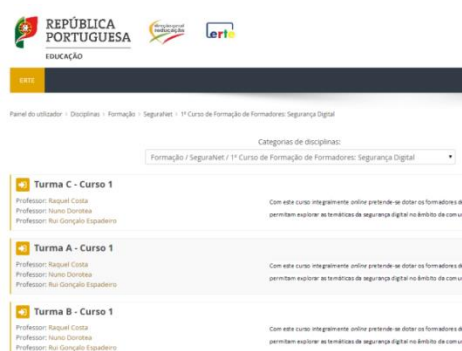 REPÚBLICA
PORTUGUESA
EDUCAÇÃO
erte
ERTE
Painel do utilizador › Disciplinas › Formação › SeguraNet › 1º Curso de Formação de Formadores: Segurança Digital
Categorias de disciplinas:
Formação / SeguraNet / 1º Curso de Formação de Formadores: Segurança Digital
Turma C - Curso 1
Professor: Raquel Costa
Professor: Nuno Dorotea
Professor: Rui Gonçalo Espadeiro
Com este curso integralmente online pretende-se dotar os formadores d
permitam explorar as temáticas da segurança digital no âmbito da comu
Turma A - Curso 1
Professor: Raquel Costa
Professor: Nuno Dorotea
Professor: Rui Gonçalo Espadeiro
Com este curso integralmente online pretende-se dotar os formadores d
permitam explorar as temáticas da segurança digital no âmbito da comu
Turma B - Curso 1
Professor: Raquel Costa
Professor: Nuno Dorotea
Professor: Rui Gonçalo Espadeiro
Com este curso integralmente online pretende-se dotar os formadores d
permitam explorar as temáticas da segurança digital no âmbito da comu